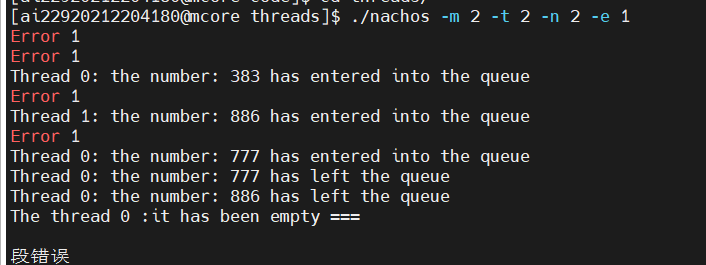 [ai22920212204180@mcore threads]$ ./nachos -m 2 -t 2 -n 2 -e 1
Error 1
Error 1
Thread 0: the number: 383 has entered into the queue
Error 1
Thread 1: the number: 886 has entered into the queue
Error 1
Thread 0: the number: 777 has entered into the queue
Thread 0: the number: 777 has left the queue
Thread 0: the number: 886 has left the queue
The thread 0 :it has been empty ===
段错误